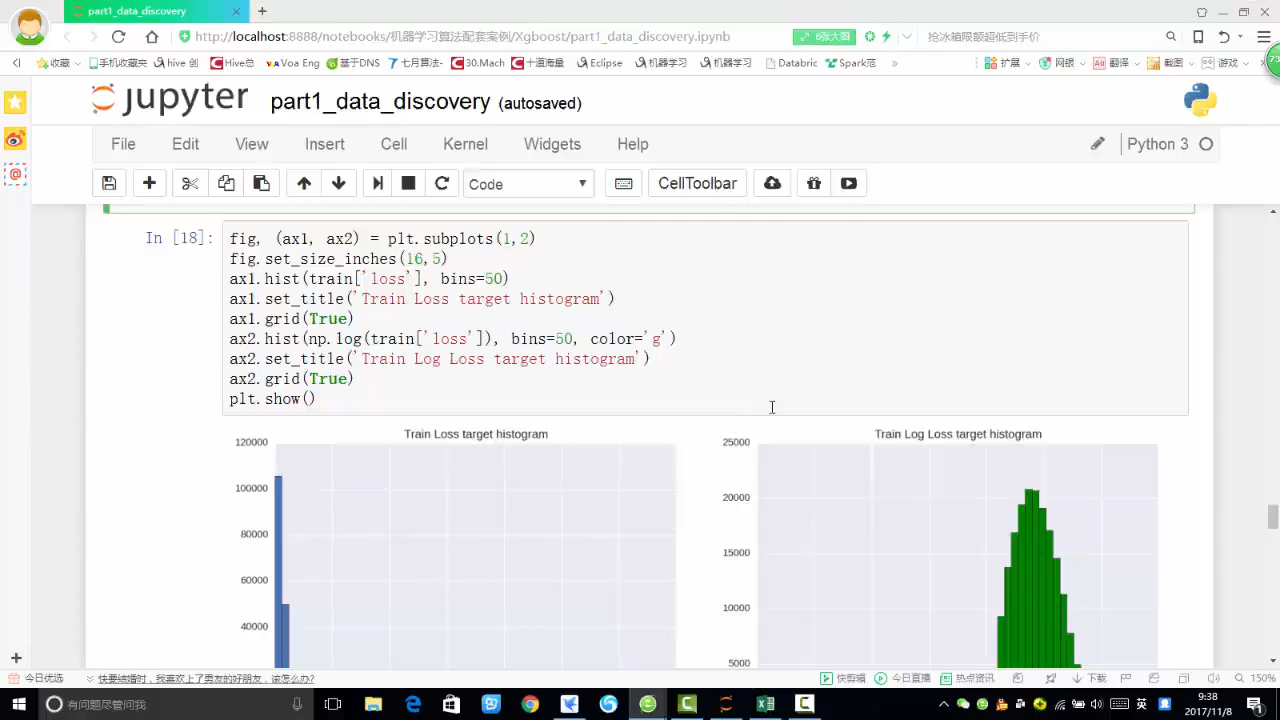 part1_data_discovery
http://localhost:8888/notebooks/机器学习算法配套案例/Xgboost/part1_data_discovery.ipynb
6张大图
抢冰箱限额超低到手价
收藏 手机收藏夹 hive 创 Hive总 Voa Eng 基于DNS 七月算法- 30.Mach 十道海量 Eclipse 机器学习 机器学习 Databric Spark范 » 扩展 网银 翻译 截图 游戏
jupyter part1_data_discovery (autosaved)
File Edit View Insert Cell Kernel Widgets Help Python 3
Code CellToolbar
In [18]:
fig, (ax1, ax2) = plt.subplots(1,2)
fig.set_size_inches(16,5)
ax1.hist(train['loss'], bins=50)
ax1.set_title('Train Loss target histogram')
ax1.grid(True)
ax2.hist(np.log(train['loss']), bins=50, color='g')
ax2.set_title('Train Log Loss target histogram')
ax2.grid(True)
plt.show()
Train Loss target histogram
120000
100000
80000
60000
40000
Train Log Loss target histogram
25000
20000
15000
10000
5000
今日优选 快要结婚时，我喜欢上了男友的好朋友，该怎么办? 快剪辑 今日直播 热点资讯 下载 150%
有问题尽管问我
英
9:38
2017/11/8